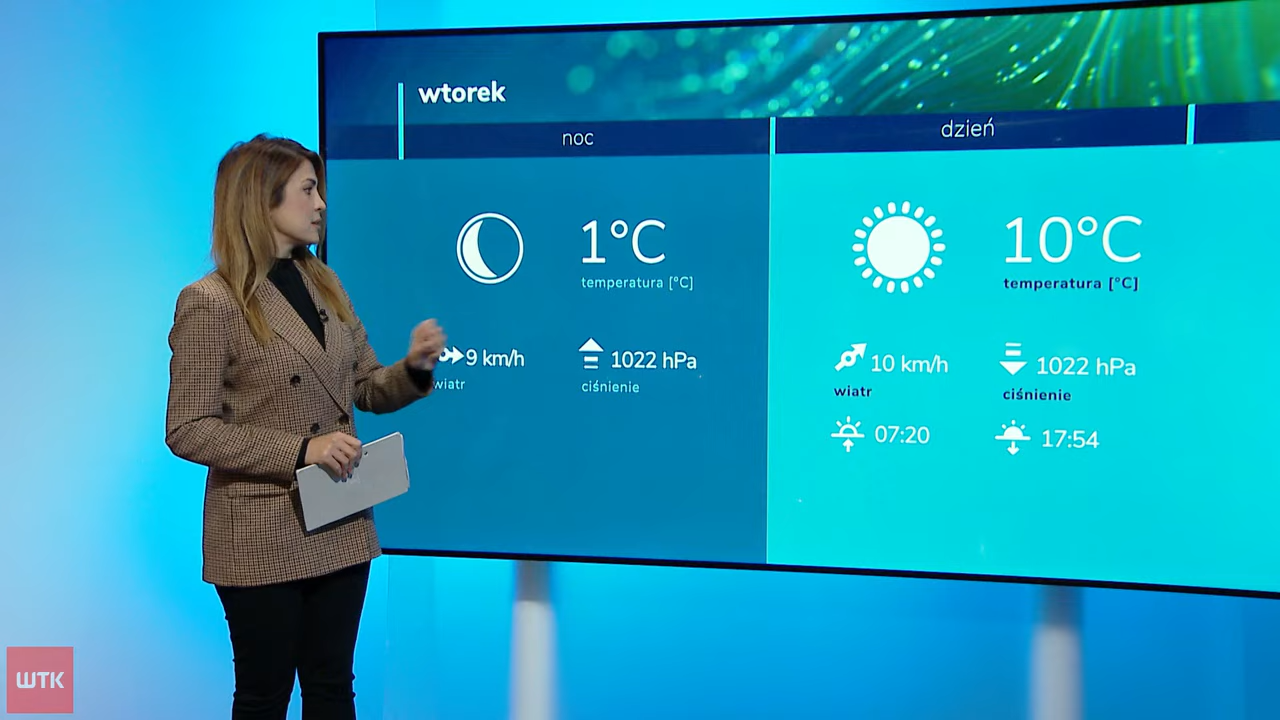 wtorek
noc
dzień
1°C
temperatura [°C]
10°C
temperatura [°C]
9 km/h
wiatr
1022 hPa
ciśnienie
10 km/h
wiatr
1022 hPa
ciśnienie
07:20
17:54
WTK